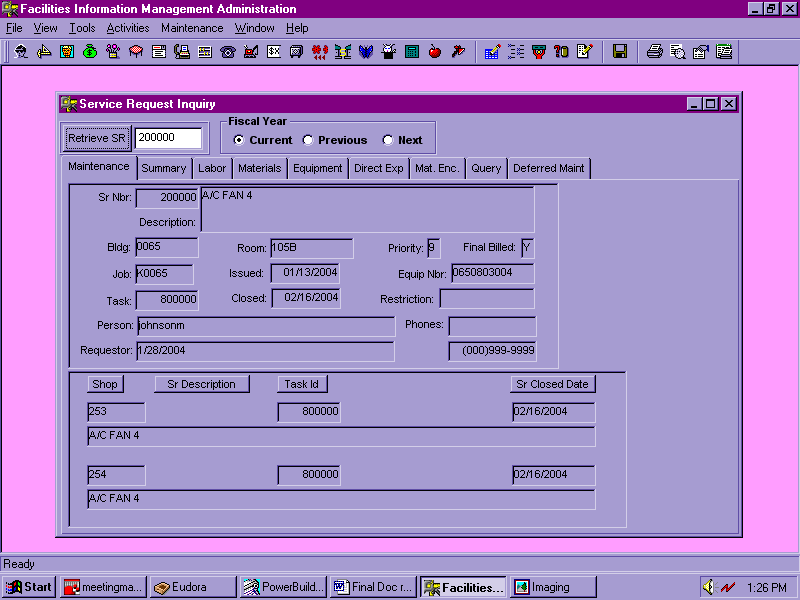 Facilities Information Management Administration
File View Tools Activities Maintenance Window Help
Service Request Inquiry
Retrieve SR 200000
Fiscal Year
Current Previous Next
Maintenance Summary Labor Materials Equipment Direct Exp Mat. Enc. Query Deferred Maint
Sr Nbr: 200000 A/C FAN 4
Description:
Bldg: 0065 Room: 105B Priority: 9 Final Billed: Y
Job: K0065 Issued: 01/13/2004 Equip Nbr: 0650803004
Task: 800000 Closed: 02/16/2004 Restriction:
Person: johnsonm Phones:
Requestor: 1/28/2004 (000)999-9999
Shop Sr Description Task Id Sr Closed Date
253 800000 02/16/2004
A/C FAN 4
254 800000 02/16/2004
A/C FAN 4
Ready
Start meetingma... Eudora PowerBuild... Final Doc r... Facilities... Imaging 1:26 PM